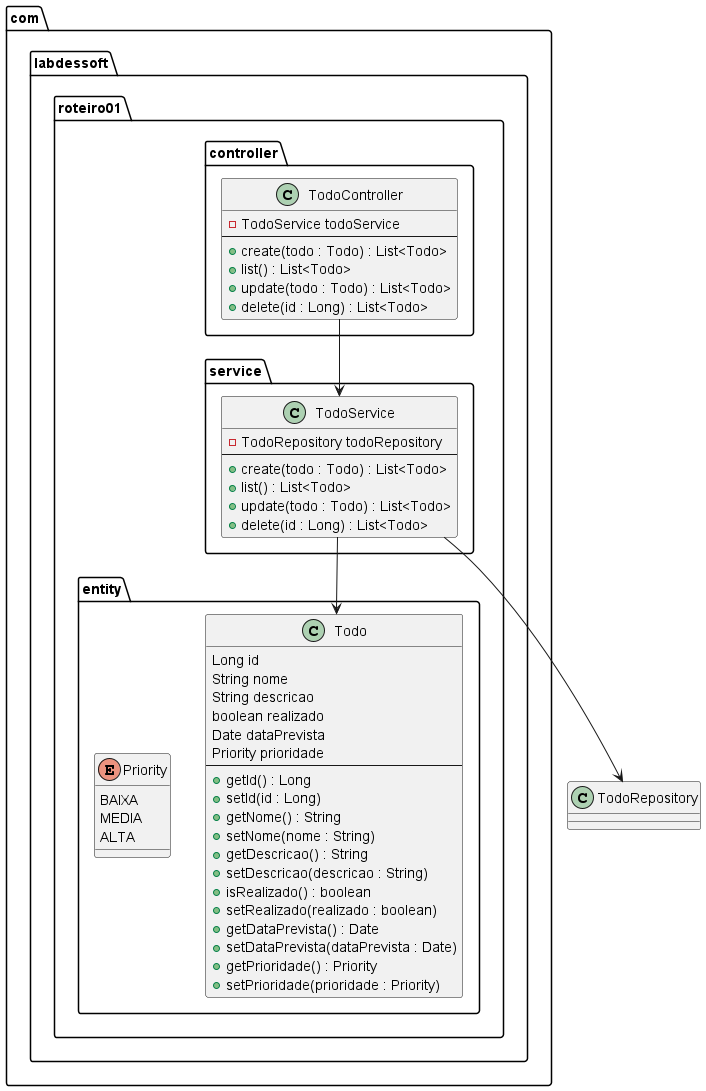 com
labdessoft
roteiro01
controller
C TodoController
TodoService todoService
create(todo : Todo) : List<Todo>
list() : List<Todo>
update(todo : Todo) : List<Todo>
delete(id : Long) : List<Todo>
service
C TodoService
TodoRepository todoRepository
create(todo : Todo) : List<Todo>
list() : List<Todo>
update(todo : Todo) : List<Todo>
delete(id : Long) : List<Todo>
entity
C Todo
Long id
String nome
String descricao
boolean realizado
Date dataPrevista
Priority prioridade
getId() : Long
setId(id : Long)
getNome() : String
setNome(nome : String)
getDescricao() : String
setDescricao(descricao : String)
isRealizado() : boolean
setRealizado(realizado : boolean)
getDataPrevista() : Date
setDataPrevista(dataPrevista : Date)
getPrioridade() : Priority
setPrioridade(prioridade : Priority)
E Priority
BAIXA
MEDIA
ALTA
C TodoRepository